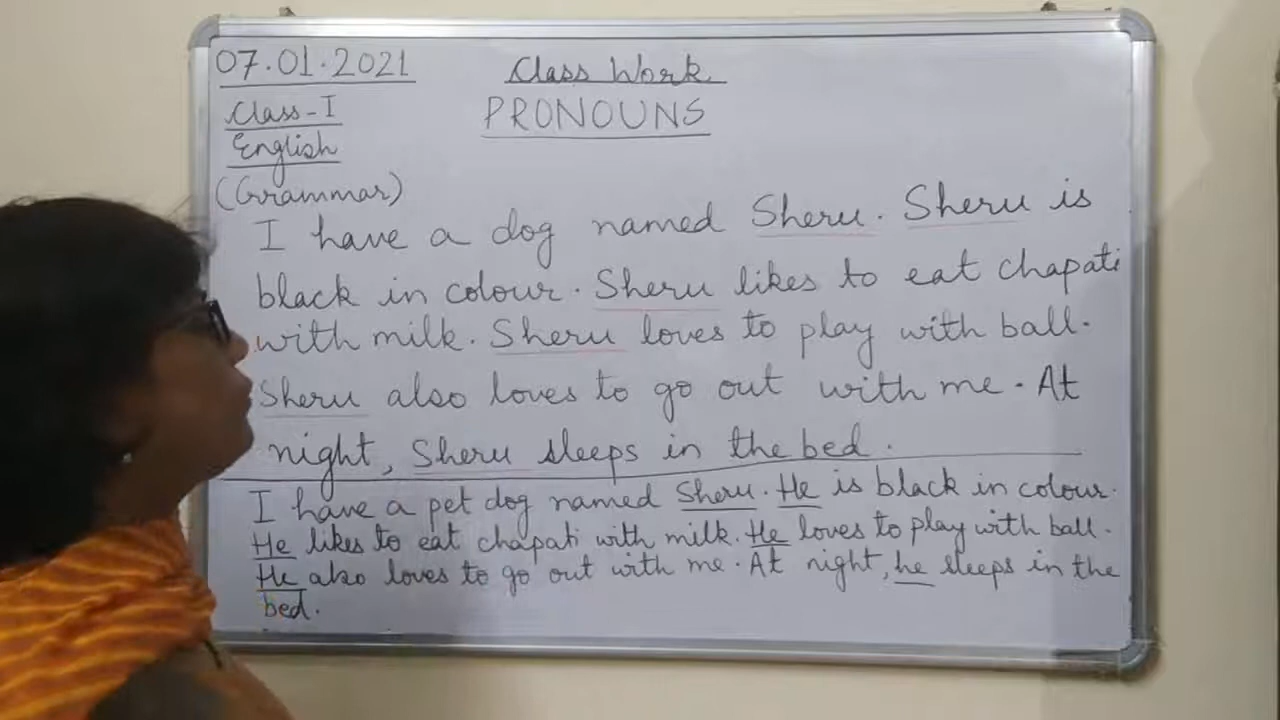 07.01.2021
Class Work
Class-I
PRONOUNS
English
(Grammar)
I have a dog named Sheru. Sheru is
black in colour. Sheru likes to eat chapati
with milk. Sheru loves to play with ball.
Sheru also loves to go out with me. At
night, Sheru sleeps in the bed.
I have a pet dog named Sheru. He is black in colour.
He likes to eat chapati with milk. He loves to play with ball.
He also loves to go out with me. At night, he sleeps in the
bed.